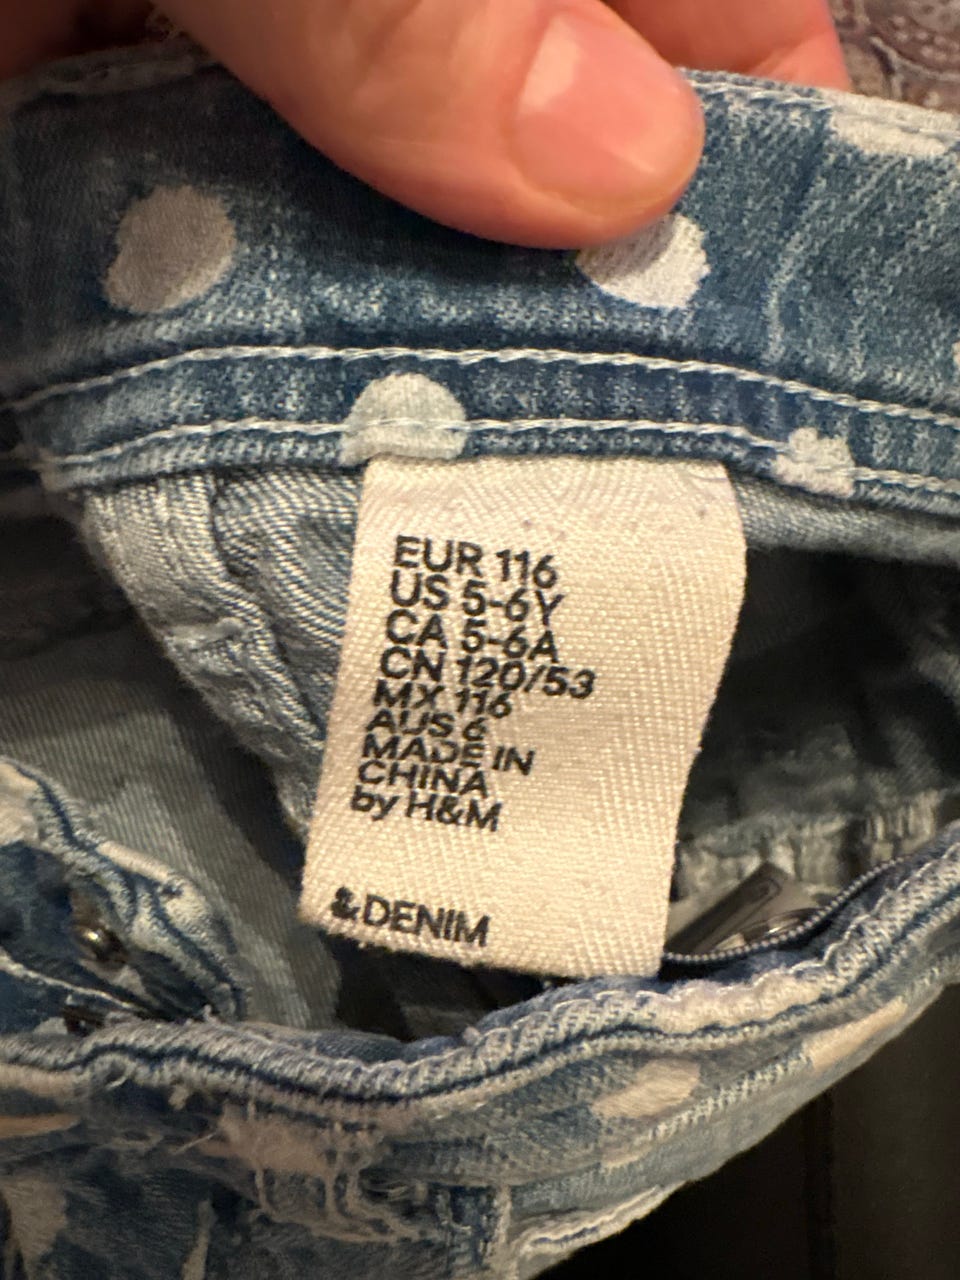 EUR 116
US 5-6Y
CA 5-6A
CN 120/53
MX 116
AUS 6
MADE IN
CHINA
by H&M
&DENIM